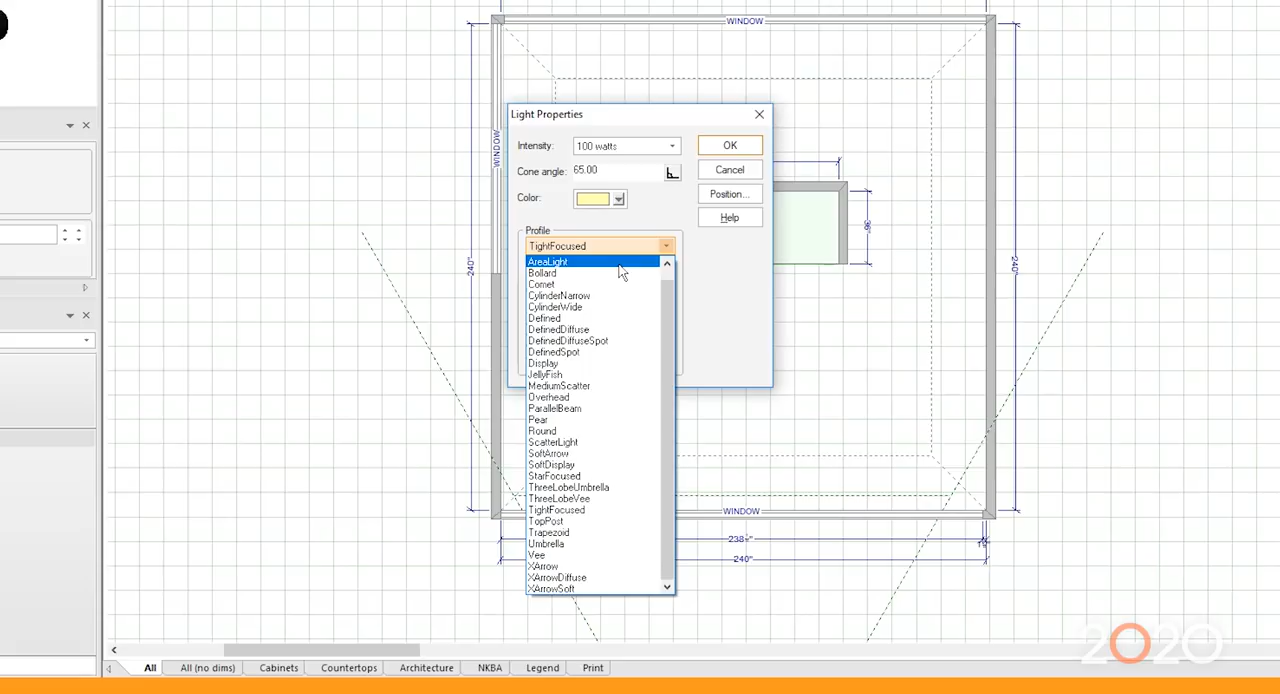 WINDOW
Light Properties
Intensity: 100 watts OK
Cone angle: 65.00 Cancel
Color: Position...
Help
WINDOW
Profile
TightFocused
AreaLight
Bollard
Comet
CylinderNarrow
CylinderWide
Defined
DefinedDiffuse
DefinedDiffuseSpot
DefinedSpot
Display
JellyFish
MediumScatter
Overhead
ParallelBeam
Pear
Round
ScatterLight
SoftArrow
SoftDisplay
StarFocused
ThreeLobeUmbrella
ThreeLobeVee
TightFocused
TopPost
Trapezoid
Umbrella
Vee
XArrow
XArrowDiffuse
XArrowSoft
240"
36"
240"
WINDOW
240"
2020
All All (no dims) Cabinets Countertops Architecture NKBA Legend Print